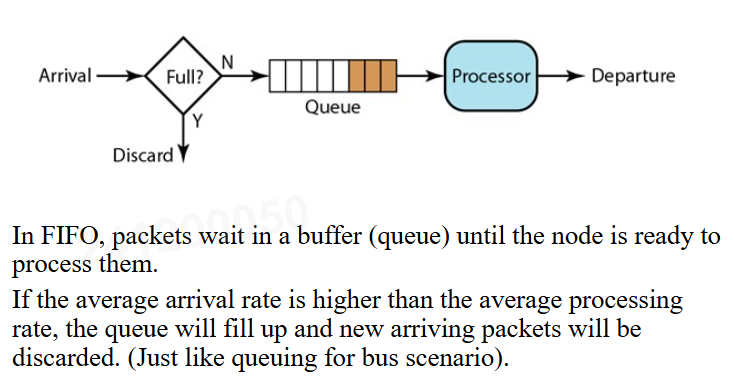 Arrival
Full?
N
Y
Discard
Queue
Processor
Departure
In FIFO, packets wait in a buffer (queue) until the node is ready to
process them.
If the average arrival rate is higher than the average processing
rate, the queue will fill up and new arriving packets will be
discarded. (Just like queuing for bus scenario).